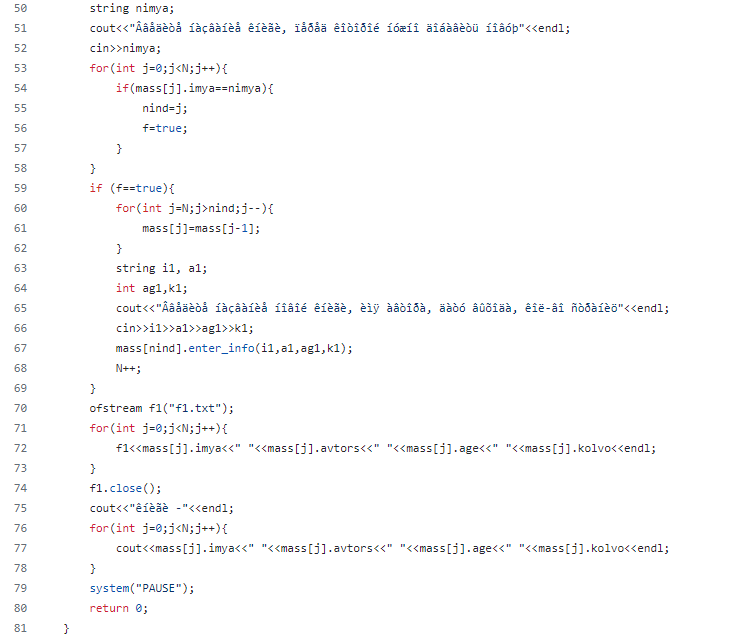 50 string nimya;
51 cout<<"Ââåäèòå íàçâàíèå êíèãè, ïåðåä êîòîðîé íóæíî äîáàâèòü íîâóþ"<<endl;
52 cin>>nimya;
53 for(int j=0;j<N;j++){
54 if(mass[j].imya==nimya){
55 nind=j;
56 f=true;
57 }
58 }
59 if (f==true){
60 for(int j=N;j>nind;j--){
61 mass[j]=mass[j-1];
62 }
63 string i1, a1;
64 int ag1,k1;
65 cout<<"Ââåäèòå íàçâàíèå íîâîé êíèãè, èìÿ àâòîðà, äàòó âûõîäà, êîë-âî ñòðàíèö"<<endl;
66 cin>>i1>>a1>>ag1>>k1;
67 mass[nind].enter_info(i1,a1,ag1,k1);
68 N++;
69 }
70 ofstream f1("f1.txt");
71 for(int j=0;j<N;j++){
72 f1<<mass[j].imya<<" "<<mass[j].avtors<<" "<<mass[j].age<<" "<<mass[j].kolvo<<endl;
73 }
74 f1.close();
75 cout<<"êíèãè -"<<endl;
76 for(int j=0;j<N;j++){
77 cout<<mass[j].imya<<" "<<mass[j].avtors<<" "<<mass[j].age<<" "<<mass[j].kolvo<<endl;
78 }
79 system("PAUSE");
80 return 0;
81 }